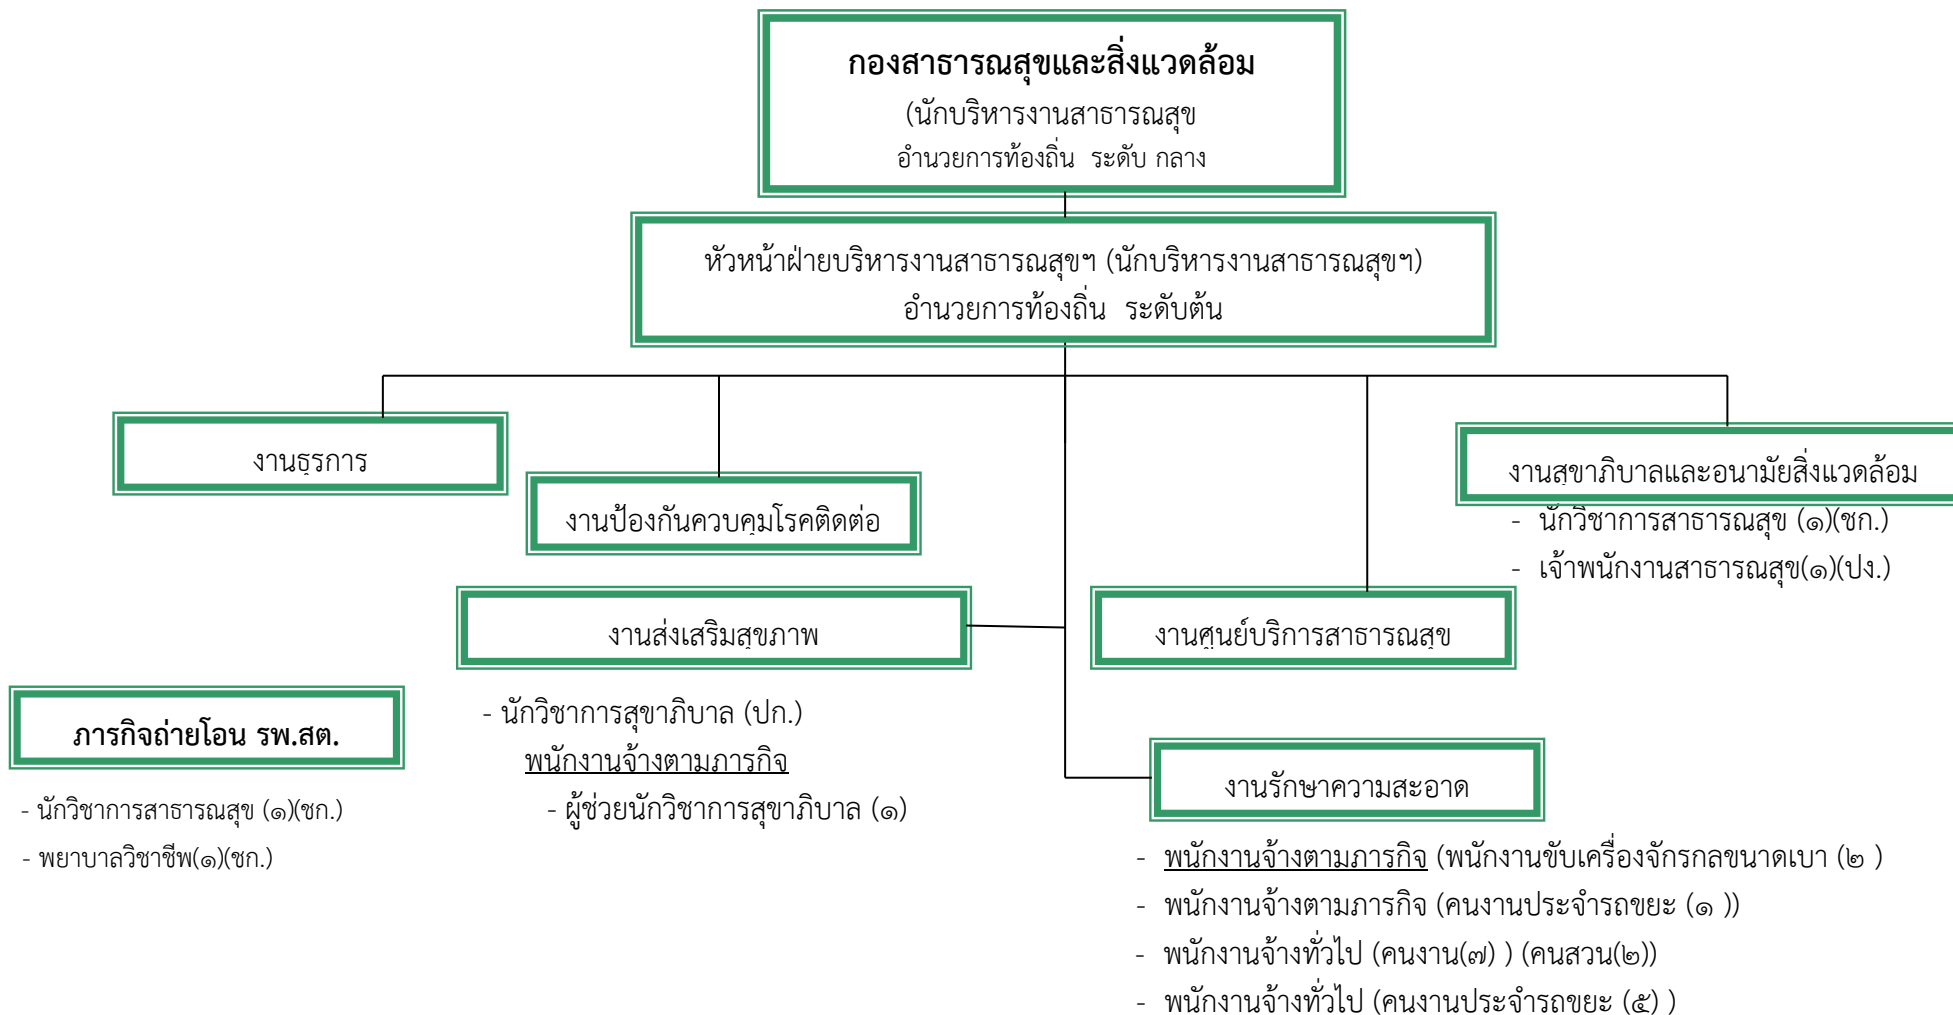 กองสาธารณสุขและสิ่งแวดล้อม
(นักบริหารงานสาธารณสุข
อำนวยการท้องถิ่น  ระดับ กลาง
หัวหน้าฝ่ายบริหารงานสาธารณสุขฯ (นักบริหารงานสาธารณสุขฯ)
อำนวยการท้องถิ่น  ระดับต้น
งานธุรการ
งานป้องกันควบคุมโรคติดต่อ
งานสุขาภิบาลและอนามัยสิ่งแวดล้อม
- นักวิชาการสาธารณสุข (๑)(ชก.)
- เจ้าพนักงานสาธารณสุข(๑)(ปง.)
งานส่งเสริมสุขภาพ
- นักวิชาการสุขาภิบาล (ปก.)
พนักงานจ้างตามภารกิจ
- ผู้ช่วยนักวิชาการสุขาภิบาล (๑)
งานศูนย์บริการสาธารณสุข
ภารกิจถ่ายโอน รพ.สต.
- นักวิชาการสาธารณสุข (๑)(ชก.)
- พยาบาลวิชาชีพ(๑)(ชก.)
งานรักษาความสะอาด
- พนักงานจ้างตามภารกิจ (พนักงานขับเครื่องจักรกลขนาดเบา (๒ )
- พนักงานจ้างตามภารกิจ (คนงานประจำรถขยะ (๑ ))
- พนักงานจ้างทั่วไป (คนงาน(๗) ) (คนสวน(๒))
- พนักงานจ้างทั่วไป (คนงานประจำรถขยะ (๕) )